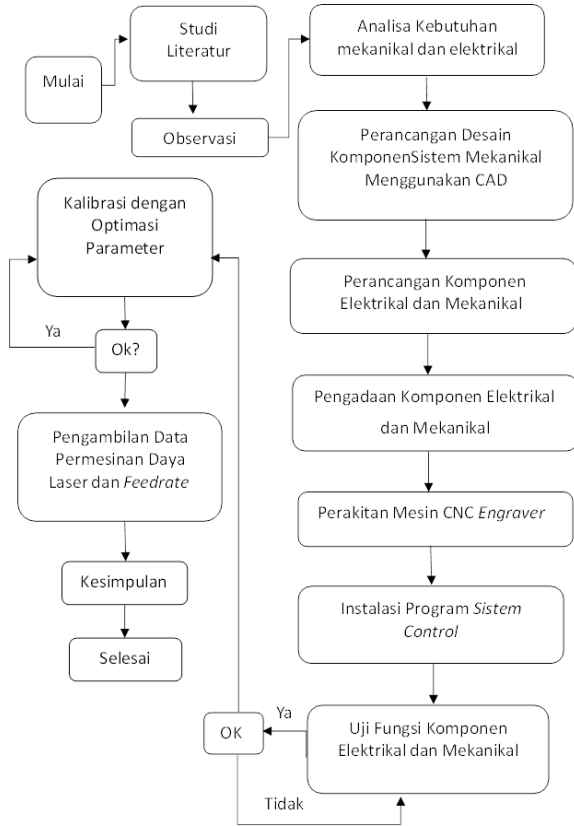 Mulai
Studi
Literatur
Observasi
Analisa Kebutuhan
mekanikal dan elektrikal
Perancangan Desain
KomponenSistem Mekanikal
Menggunakan CAD
Perancangan Komponen
Elektrikal dan Mekanikal
Pengadaan Komponen Elektrikal
dan Mekanikal
Perakitan Mesin CNC Engraver
Instalasi Program Sistem
Control
Uji Fungsi Komponen
Elektrikal dan Mekanikal
Ya
OK
Tidak
Kalibrasi dengan
Optimasi
Parameter
Ya
Ok?
Pengambilan Data
Permesinan Daya
Laser dan Feedrate
Kesimpulan
Selesai